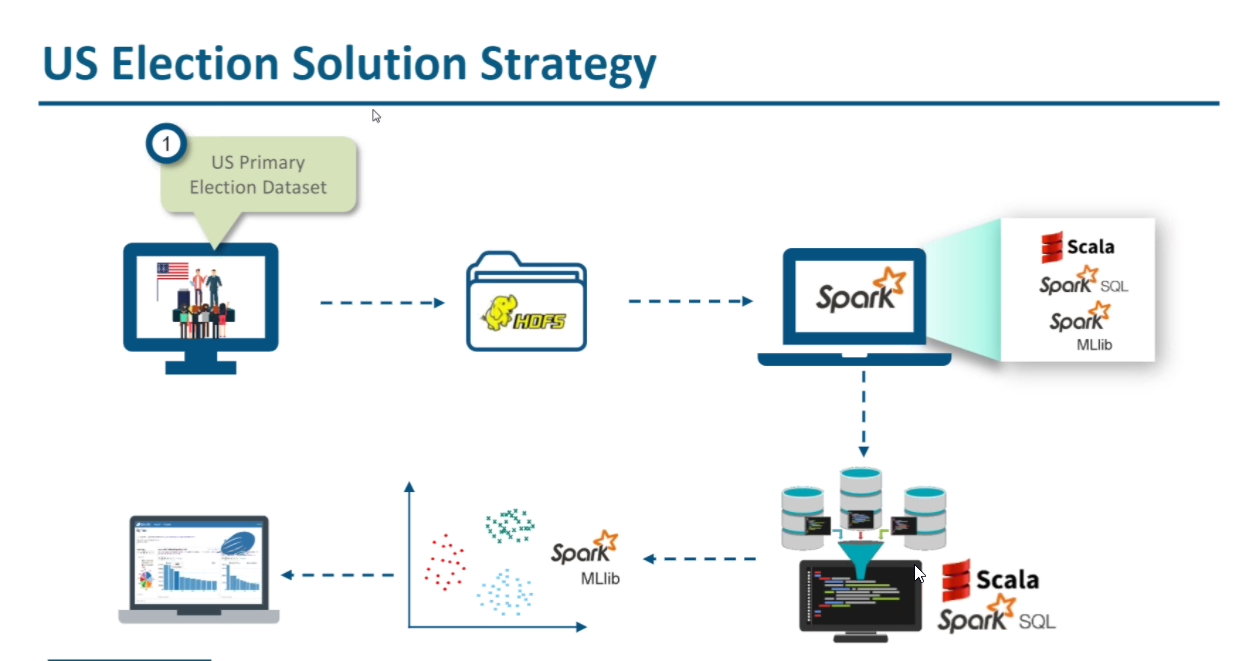 US Election Solution Strategy
1
US Primary
Election Dataset
HDFS
Spark
Scala
Spark SQL
Spark
MLlib
Spark
MLlib
Scala
Spark SQL